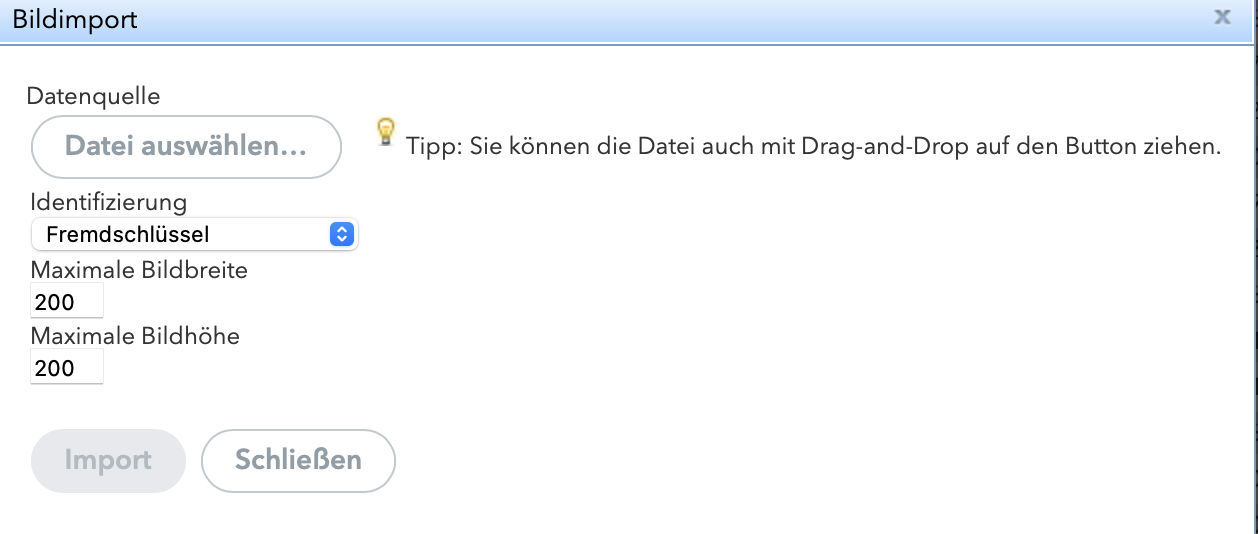 Bildimport
x
Datenquelle
Datei auswählen...
Tipp: Sie können die Datei auch mit Drag-and-Drop auf den Button ziehen.
Identifizierung
Fremdschlüssel
Maximale Bildbreite
200
Maximale Bildhöhe
200
Import Schließen